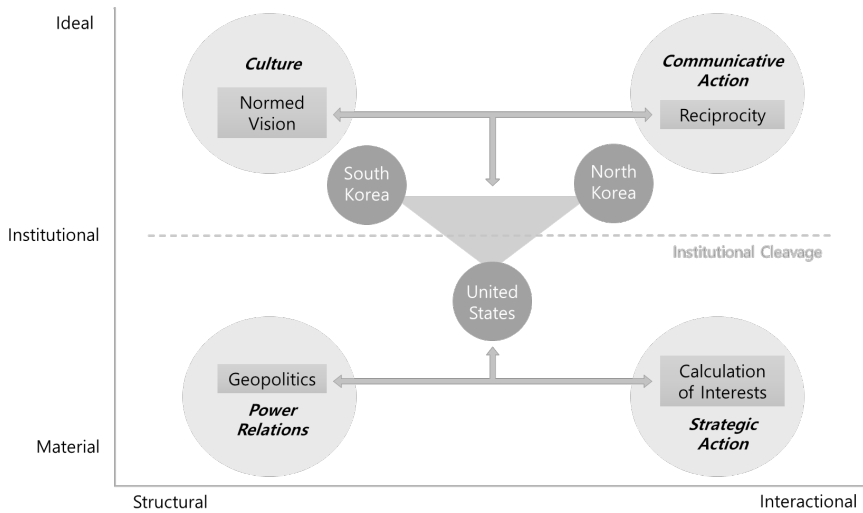 Ideal
Culture
Normed
Vision
Communicative
Action
Reciprocity
South
Korea
North
Korea
Institutional
Institutional Cleavage
United
States
Geopolitics
Power
Relations
Calculation
of Interests
Strategic
Action
Material
Structural
Interactional